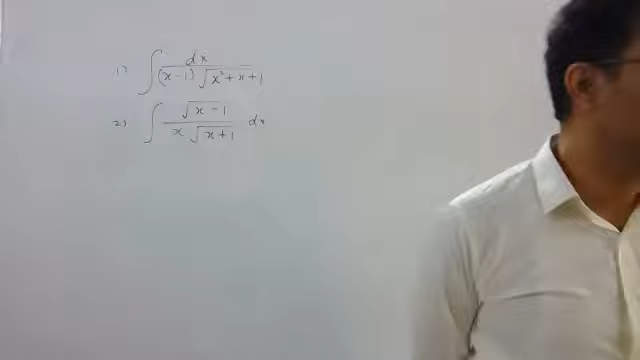 1) ∫ dx / (x-1) √x²+x+1
2) ∫ √x-1 / x √x+1 dx